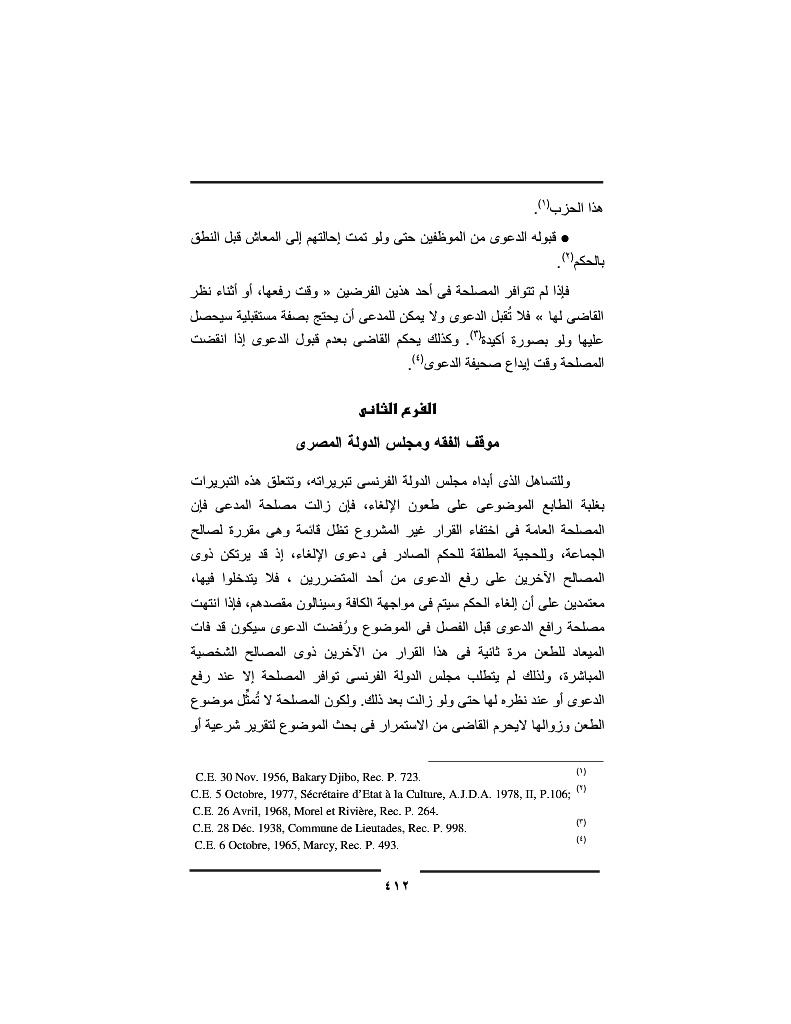 هذا الحزب(١).
● قبوله الدعوى من الموظفين حتى ولو تمت إحالتهم إلى المعاش قبل النطق
بالحكم(٢).
فإذا لم تتوافر المصلحة فى أحد هذين الفرضين « وقت رفعها، أو أثناء نظر
القاضى لها » فلا تُقبل الدعوى ولا يمكن للمدعى أن يحتج بصفة مستقبلية سيحصل
عليها ولو بصورة أكيدة(٣). وكذلك يحكم القاضى بعدم قبول الدعوى إذا انقضت
المصلحة وقت إيداع صحيفة الدعوى(٤).
الفرع الثانى
موقف الفقه ومجلس الدولة المصرى
وللتساهل الذى أبداه مجلس الدولة الفرنسى تبريراته، وتتعلق هذه التبريرات
بغلبة الطابع الموضوعى على طعون الإلغاء، فإن زالت مصلحة المدعى فإن
المصلحة العامة فى اختفاء القرار غير المشروع تظل قائمة وهى مقررة لصالح
الجماعة، وللحجية المطلقة للحكم الصادر فى دعوى الإلغاء، إذ قد يرتكن ذوى
المصالح الآخرين على رفع الدعوى من أحد المتضررين ، فلا يتدخلوا فيها،
معتمدين على أن إلغاء الحكم سيتم فى مواجهة الكافة وسينالون مقصدهم، فإذا انتهت
مصلحة رافع الدعوى قبل الفصل فى الموضوع ورُفضت الدعوى سيكون قد فات
الميعاد للطعن مرة ثانية فى هذا القرار من الآخرين ذوى المصالح الشخصية
المباشرة، ولذلك لم يتطلب مجلس الدولة الفرنسى توافر المصلحة إلا عند رفع
الدعوى أو عند نظره لها حتى ولو زالت بعد ذلك. ولكون المصلحة لا تُمثِّل موضوع
الطعن وزوالها لايحرم القاضى من الاستمرار فى بحث الموضوع لتقرير شرعية أو
(١) C.E. 30 Nov. 1956, Bakary Djibo, Rec. P. 723.
(٢) C.E. 5 Octobre, 1977, Sécrétaire d'Etat à la Culture, A.J.D.A. 1978, II, P.106;
C.E. 26 Avril, 1968, Morel et Rivière, Rec. P. 264.
(٣) C.E. 28 Déc. 1938, Commune de Lieutades, Rec. P. 998.
(٤) C.E. 6 Octobre, 1965, Marcy, Rec. P. 493.
٤١٢